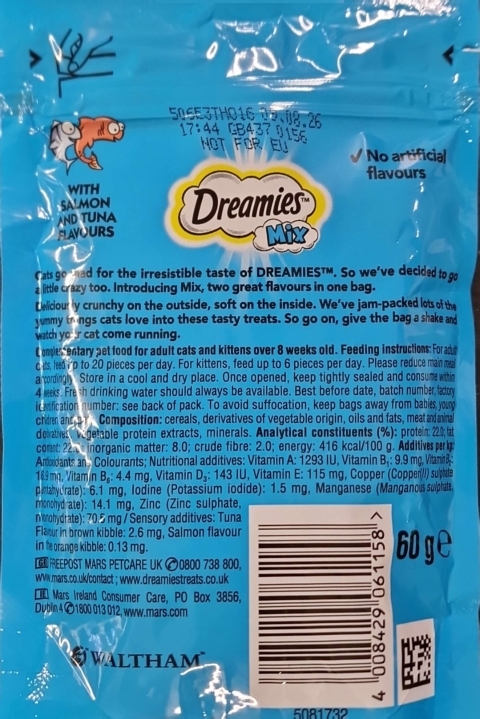 506E3TH016 09.08.26
17:44 GB437 0156
NOT FOR EU
✓ No artificial
flavours
WITH
SALMON
AND TUNA
FLAVOURS
Dreamies™
Mix
Cats go mad for the irresistible taste of DREAMIES™. So we've decided to go
a little crazy too. Introducing Mix, two great flavours in one bag.
Deliciously crunchy on the outside, soft on the inside. We've jam-packed lots of the
yummy things cats love into these tasty treats. So go on, give the bag a shake and
watch your cat come running.
Complementary pet food for adult cats and kittens over 8 weeks old. Feeding instructions: For adult
cats, feed up to 20 pieces per day. For kittens, feed up to 6 pieces per day. Please reduce main meal
accordingly. Store in a cool and dry place. Once opened, keep tightly sealed and consume within
4 weeks. Fresh drinking water should always be available. Best before date, batch number, factory
identification number: see back of pack. To avoid suffocation, keep bags away from babies, young
children and Composition: cereals, derivatives of vegetable origin, oils and fats, meat and animal
derivatives, vegetable protein extracts, minerals. Analytical constituents (%): protein: 22.0; fat
content: 22. inorganic matter: 8.0; crude fibre: 2.0; energy: 416 kcal/100 g. Additives per kg:
Antioxidants and Colourants; Nutritional additives: Vitamin A: 1293 IU, Vitamin B₁: 9.9 mg, Vitamin
mg, Vitamin B₆: 4.4 mg, Vitamin D₃: 143 IU, Vitamin E: 115 mg, Copper (Copper(II) sulphate
pentahydrate): 6.1 mg, Iodine (Potassium iodide): 1.5 mg, Manganese (Manganous sulphate,
monohydrate): 14.1 mg, Zinc (Zinc sulphate,
monohydrate): 70.5 mg / Sensory additives: Tuna
Flavour in brown kibble: 2.6 mg, Salmon flavour
in the orange kibble: 0.13 mg.
GB FREEPOST MARS PETCARE UK ✆0800 738 800,
www.mars.co.uk/contact; www.dreamiestreats.co.uk
IE Mars Ireland Consumer Care, PO Box 3856,
Dublin 4 ✆1800 013 012, www.mars.com
60 g e
4 008429 061158 >
WALTHAM™
5081732